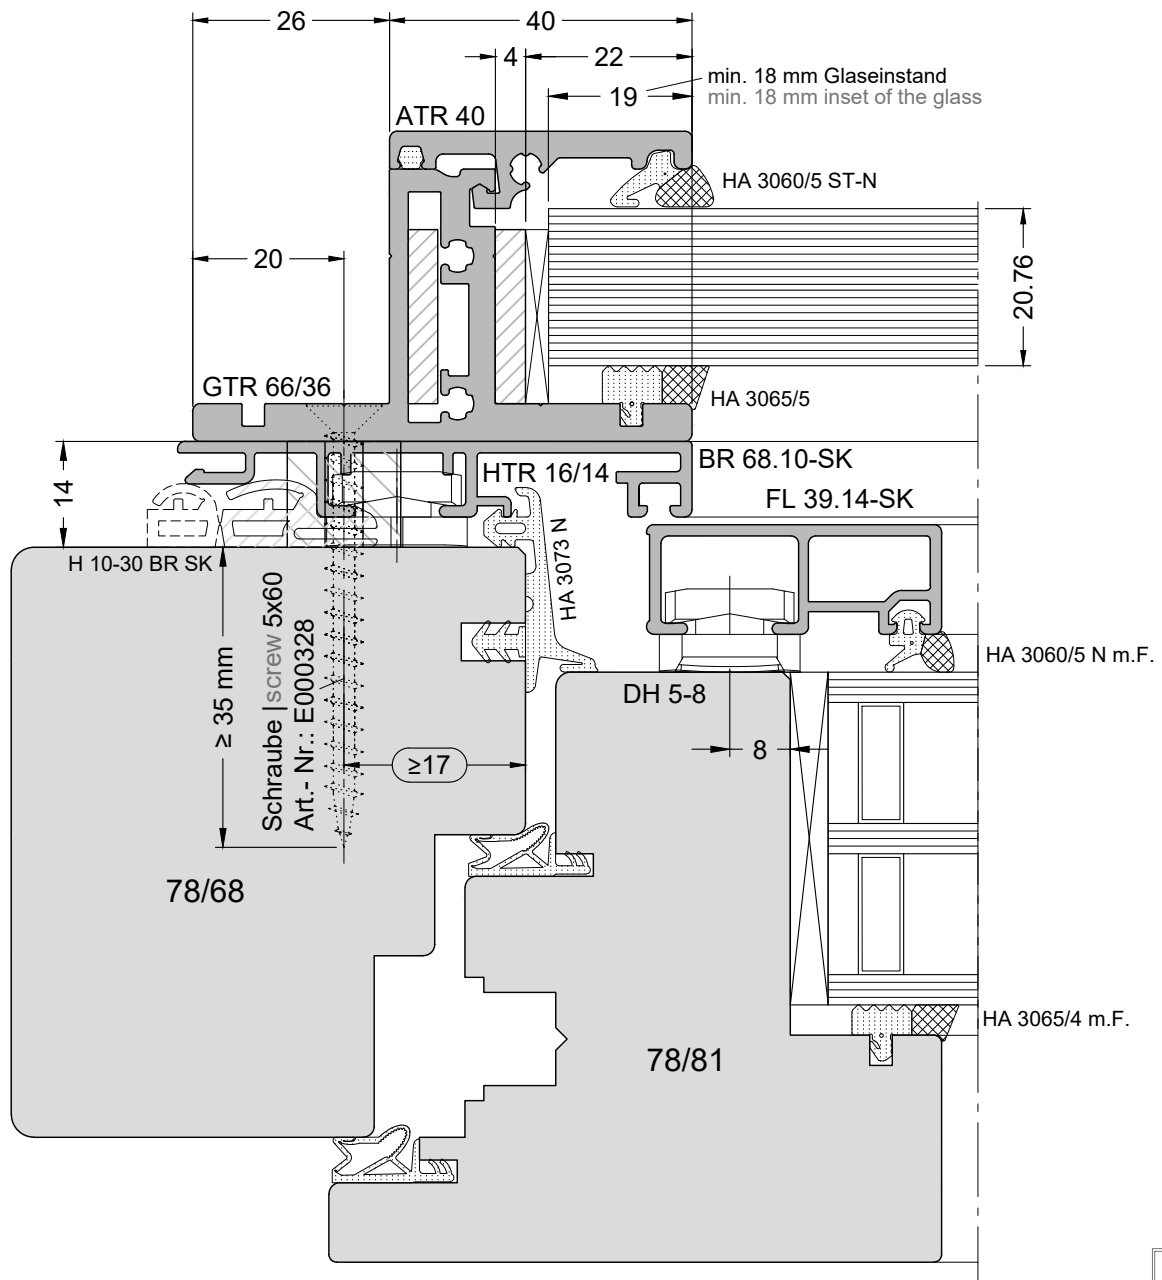 26
40
4
22
min. 18 mm Glaseinstand
19
min. 18 mm inset of the glass
ATR 40
HA 3060/5 ST-N
20
20.76
GTR 66/36
HA 3065/5
14
HTR 16/14
BR 68.10-SK
FL 39.14-SK
H 10-30 BR SK
HA 3073 N
≥ 35 mm
Schraube | screw 5x60
Art.- Nr.: E000328
HA 3060/5 N m.F.
DH 5-8
8
≥17
78/68
HA 3065/4 m.F.
78/81